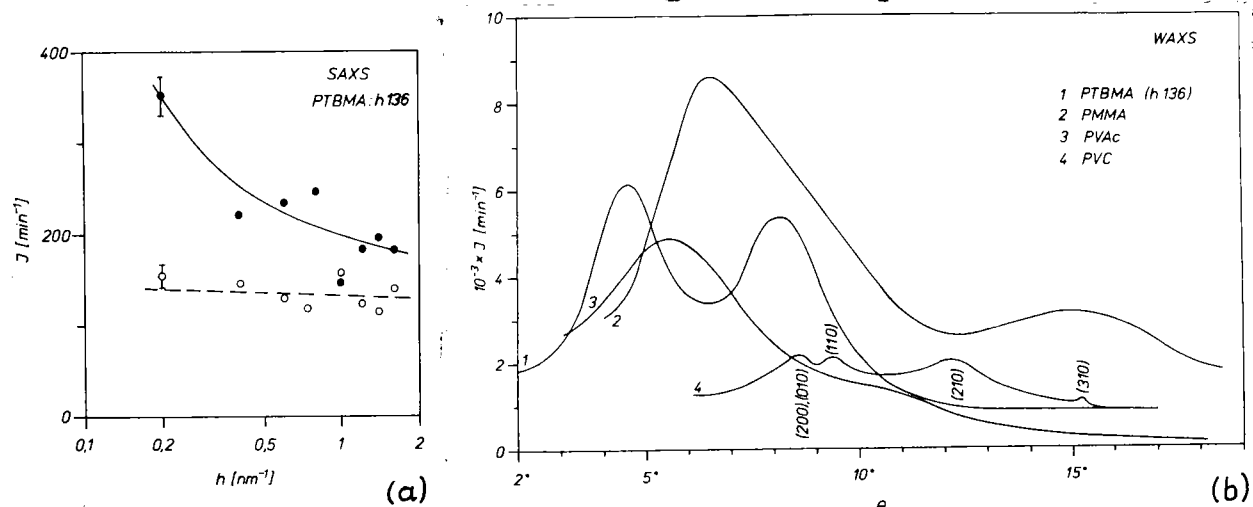 400
SAXS
PTBMA: h 136
J [min⁻¹]
200
0
0,1
0,2
0,5
1
2
h [nm⁻¹]
(a)
10
WAXS
1 PTBMA (h 136)
2 PMMA
3 PVAc
4 PVC
8
6
10⁻³ x J [min⁻¹]
4
2
0
1
2
3
4
(200),(010)
(110)
(210)
(310)
2°
5°
10°
15°
(b)